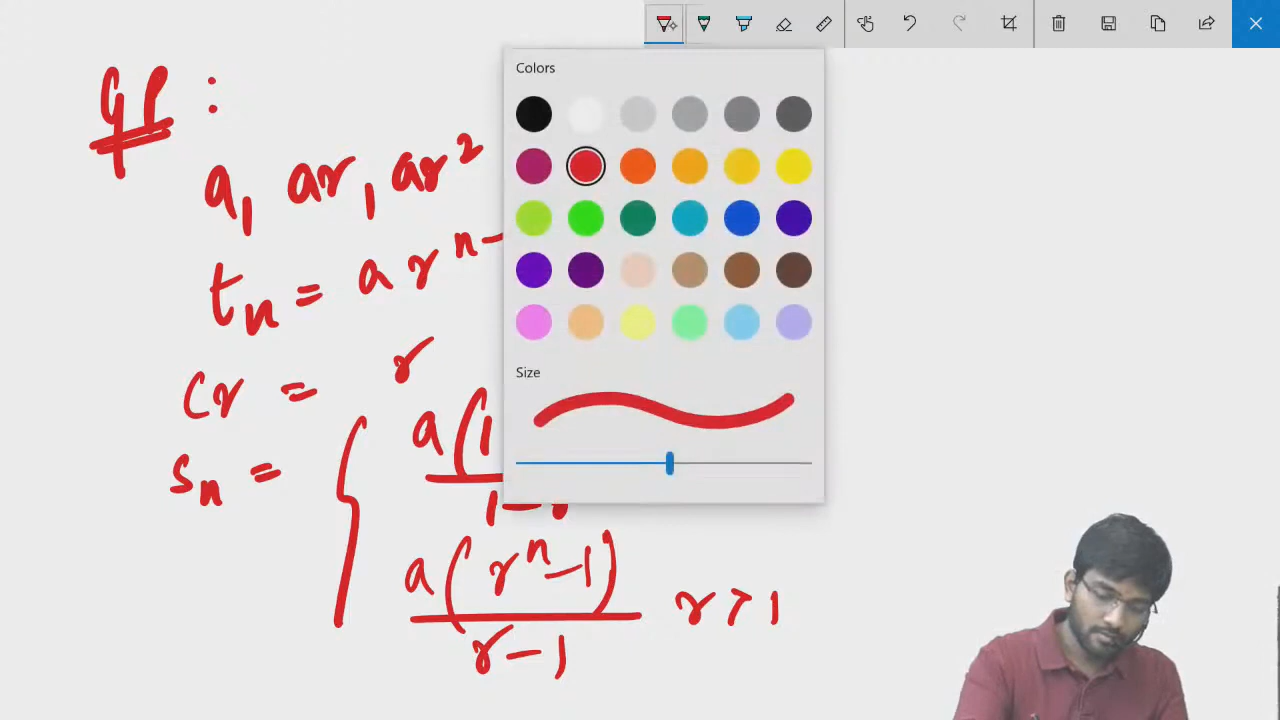 Colors
GP :
a, ar, ar²
tn = a r^n-
cr = r
Size
Sn = { a(1
1-r
a(r^n-1)
r-1
r > 1